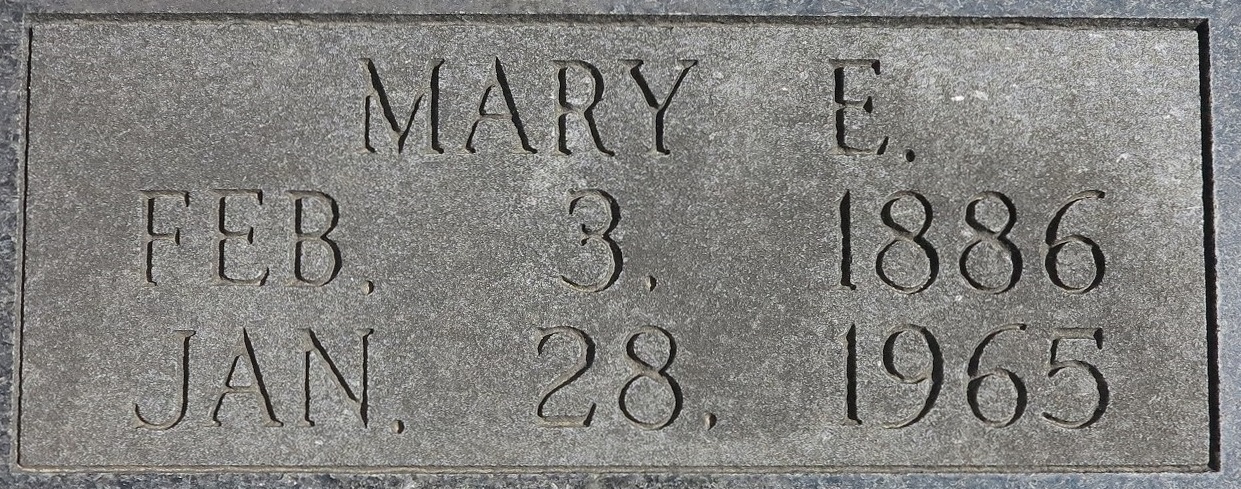 MARY E.
FEB. 3, 1886
JAN. 28, 1965